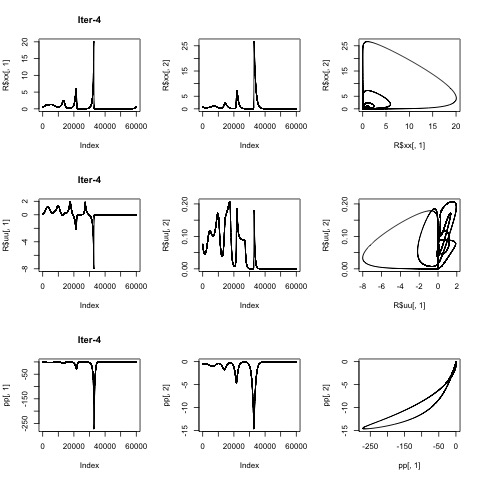 Iter-4
R$xx[, 1]
0 5 10 15 20
0 20000 40000 60000
Index
R$xx[, 2]
0 5 15 25
0 20000 40000 60000
Index
R$xx[, 2]
0 5 15 25
0 5 10 15 20
R$xx[, 1]
Iter-4
R$uu[, 1]
-8 -4 0 2
0 20000 40000 60000
Index
R$uu[, 2]
0.00 0.10 0.20
0 20000 40000 60000
Index
R$uu[, 2]
0.00 0.10 0.20
-8 -6 -4 -2 0 2
R$uu[, 1]
Iter-4
pp[, 1]
-250 -150 -50
0 20000 40000 60000
Index
pp[, 2]
-15 -10 -5 0
0 20000 40000 60000
Index
pp[, 2]
-15 -10 -5 0
-250 -150 -50 0
pp[, 1]